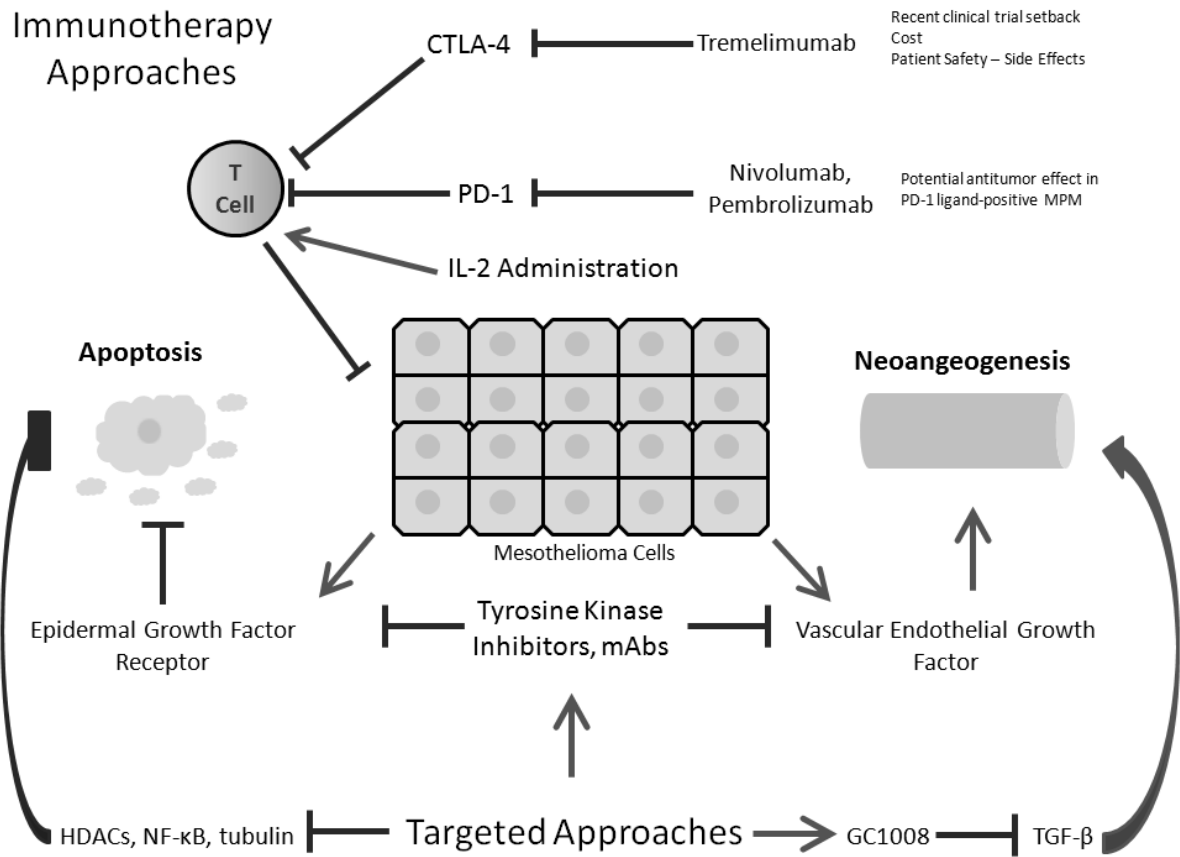 Immunotherapy
Approaches
CTLA-4
Tremelimumab
Recent clinical trial setback
Cost
Patient Safety – Side Effects
T
Cell
PD-1
Nivolumab,
Pembrolizumab
Potential antitumor effect in
PD-1 ligand-positive MPM
IL-2 Administration
Apoptosis
Neoangeogenesis
Mesothelioma Cells
Epidermal Growth Factor
Receptor
Tyrosine Kinase
Inhibitors, mAbs
Vascular Endothelial Growth
Factor
HDACs, NF-κB, tubulin
Targeted Approaches
GC1008
TGF-β